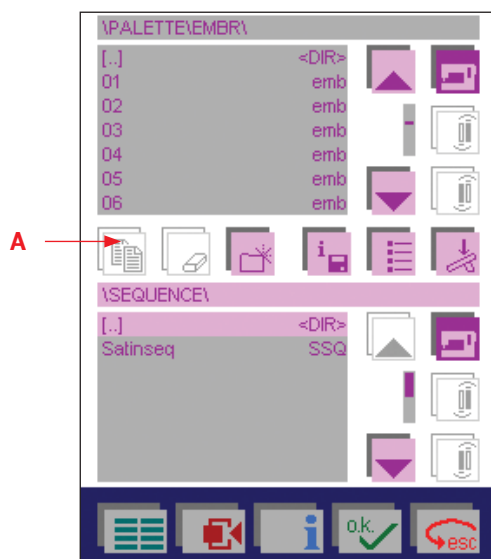 \PALETTE\EMBR\
[..] <DIR>
01 emb
02 emb
03 emb
04 emb
05 emb
06 emb
A
i
\SEQUENCE\
[..] <DIR>
Satinseq SSQ
i o.k. esc